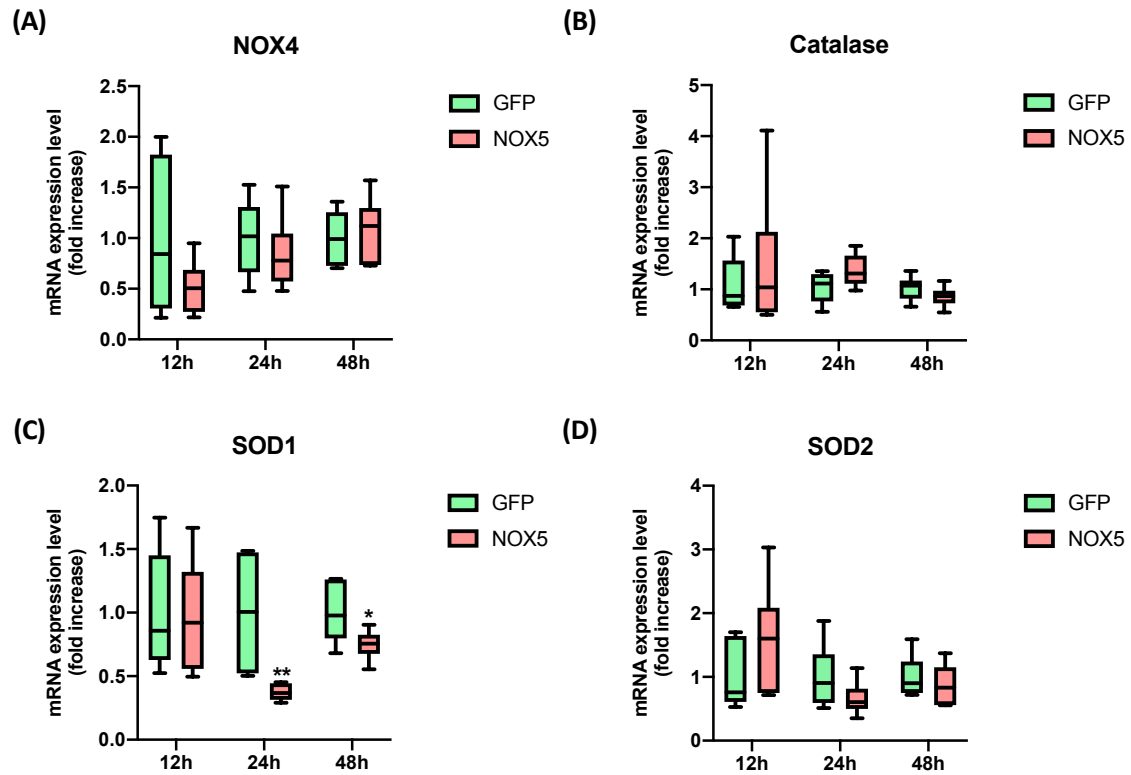 (A)
NOX4
mRNA expression level
(fold increase)
2.5
2.0
1.5
1.0
0.5
0.0
12h 24h 48h
GFP
NOX5
(B)
Catalase
mRNA expression level
(fold increase)
5
4
3
2
1
0
12h 24h 48h
GFP
NOX5
(C)
SOD1
mRNA expression level
(fold increase)
2.0
1.5
1.0
0.5
0.0
**
*
12h 24h 48h
GFP
NOX5
(D)
SOD2
mRNA expression level
(fold increase)
4
3
2
1
0
12h 24h 48h
GFP
NOX5